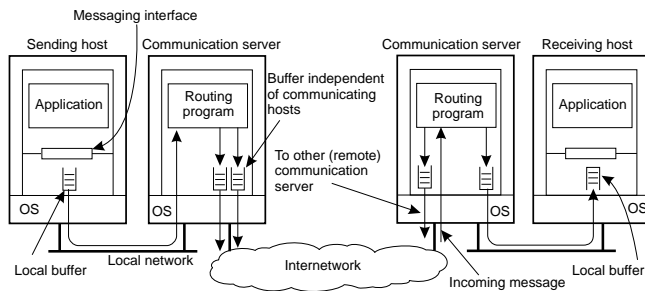 Messaging interface
Sending host
Communication server
Communication server
Receiving host
Application
Routing
program
Buffer independent
of communicating
hosts
Routing
program
Application
To other (remote)
communication
server
OS
OS
OS
OS
Local buffer
Local network
Internetwork
Incoming message
Local buffer